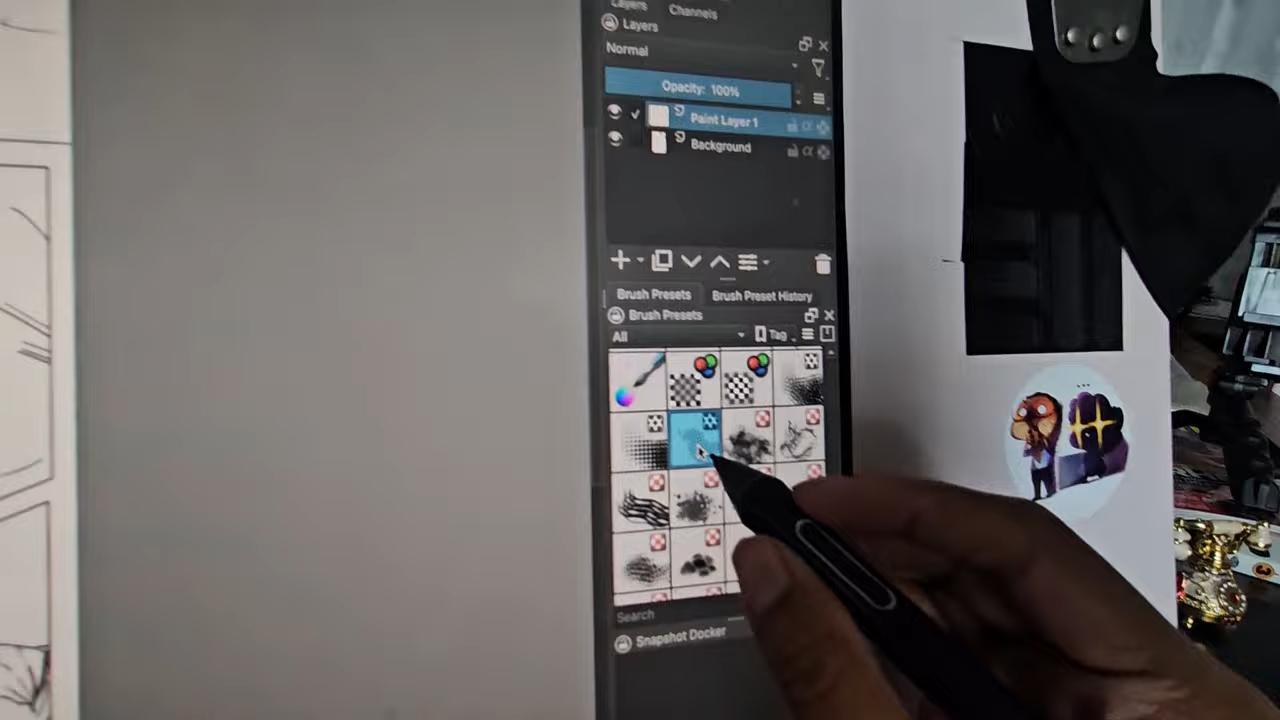 Layers
Channels
Layers
Normal
Opacity: 100%
Paint Layer 1
Background
Brush Presets
Brush Preset History
Brush Presets
All
Tag
Search
Snapshot Docker